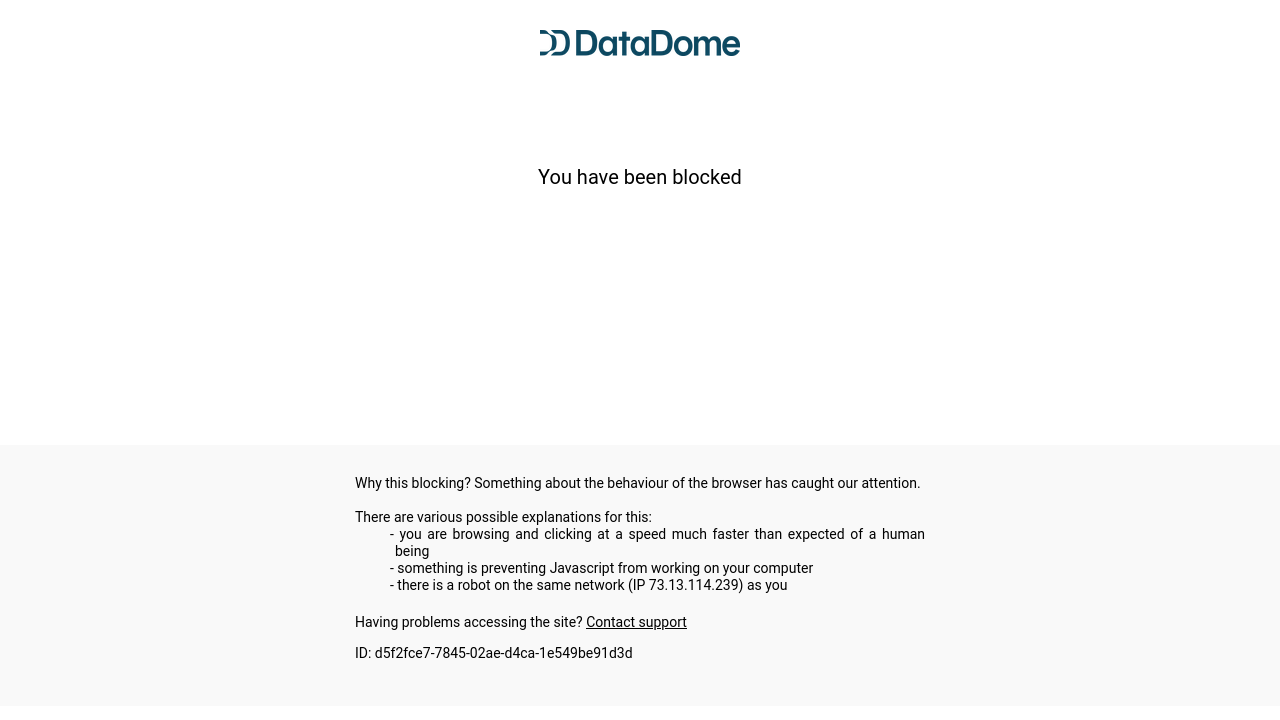 DataDome
You have been blocked
Why this blocking? Something about the behaviour of the browser has caught our attention.
There are various possible explanations for this:
- you are browsing and clicking at a speed much faster than expected of a human
being
- something is preventing Javascript from working on your computer
- there is a robot on the same network (IP 73.13.114.239) as you
Having problems accessing the site? Contact support
ID: d5f2fce7-7845-02ae-d4ca-1e549be91d3d